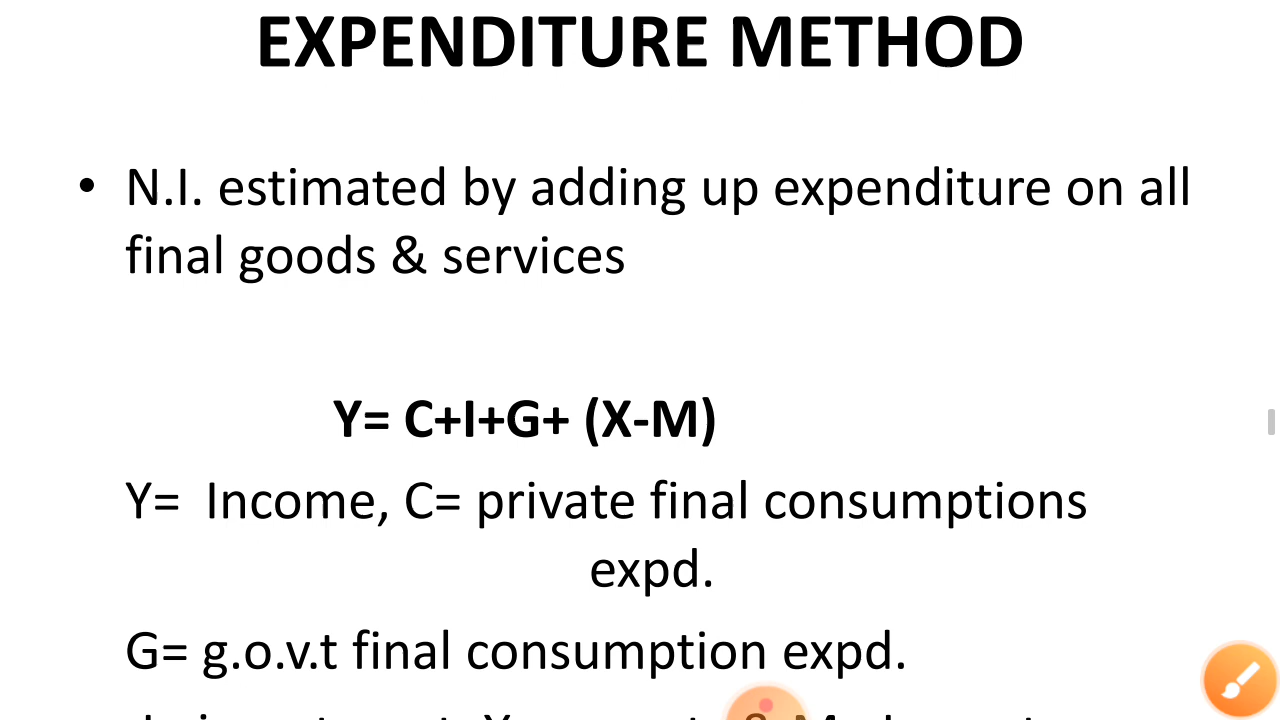 EXPENDITURE METHOD
• N.I. estimated by adding up expenditure on all
final goods & services
Y= C+I+G+ (X-M)
Y= Income, C= private final consumptions
expd.
G= g.o.v.t final consumption expd.